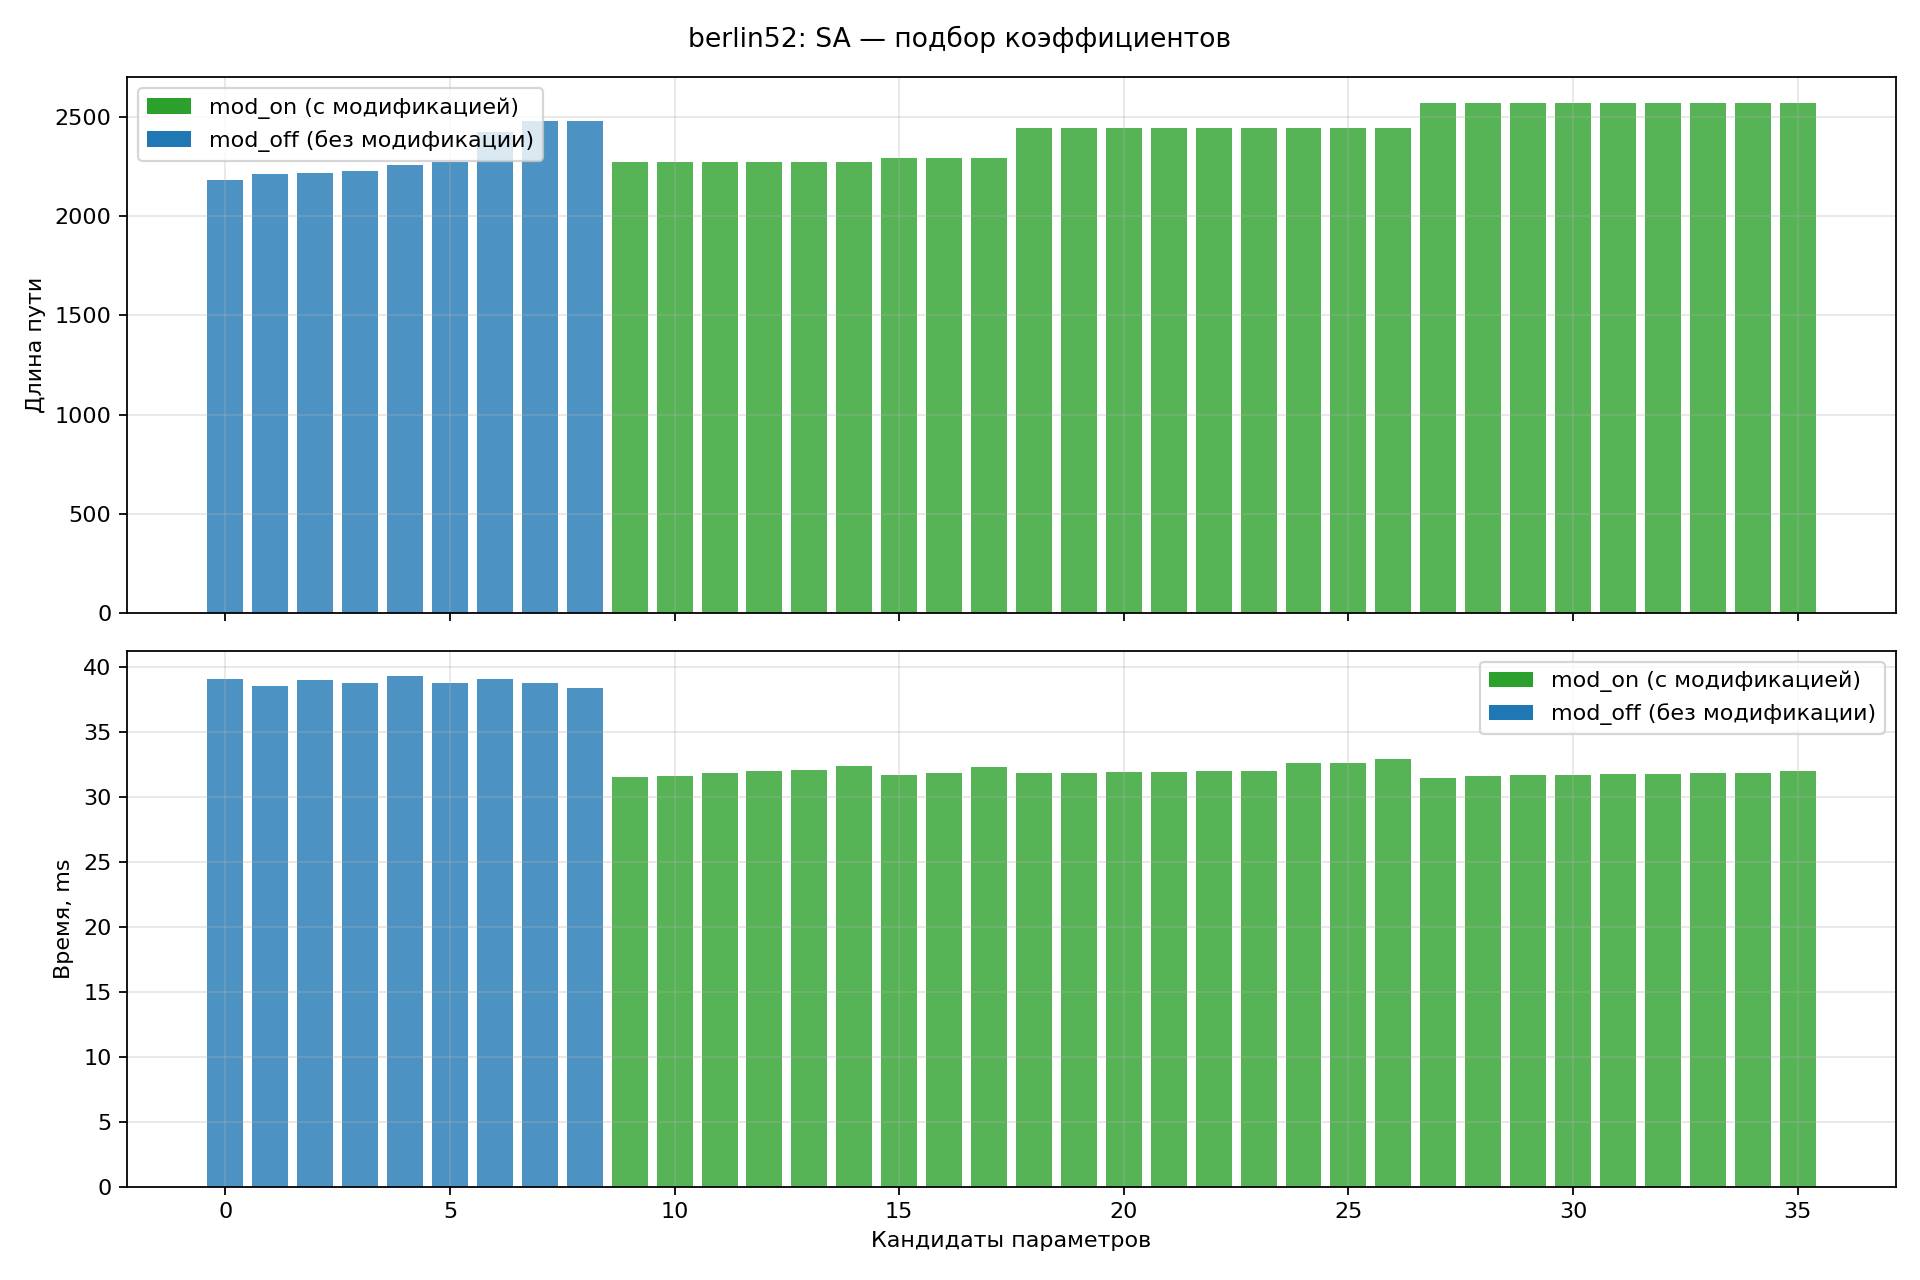 berlin52: SA — подбор коэффициентов
mod_on (с модификацией)
mod_off (без модификации)
2500
2000
1500
1000
500
0
Длина пути
mod_on (с модификацией)
mod_off (без модификации)
40
35
30
25
20
15
10
5
0
Время, ms
0 5 10 15 20 25 30 35
Кандидаты параметров